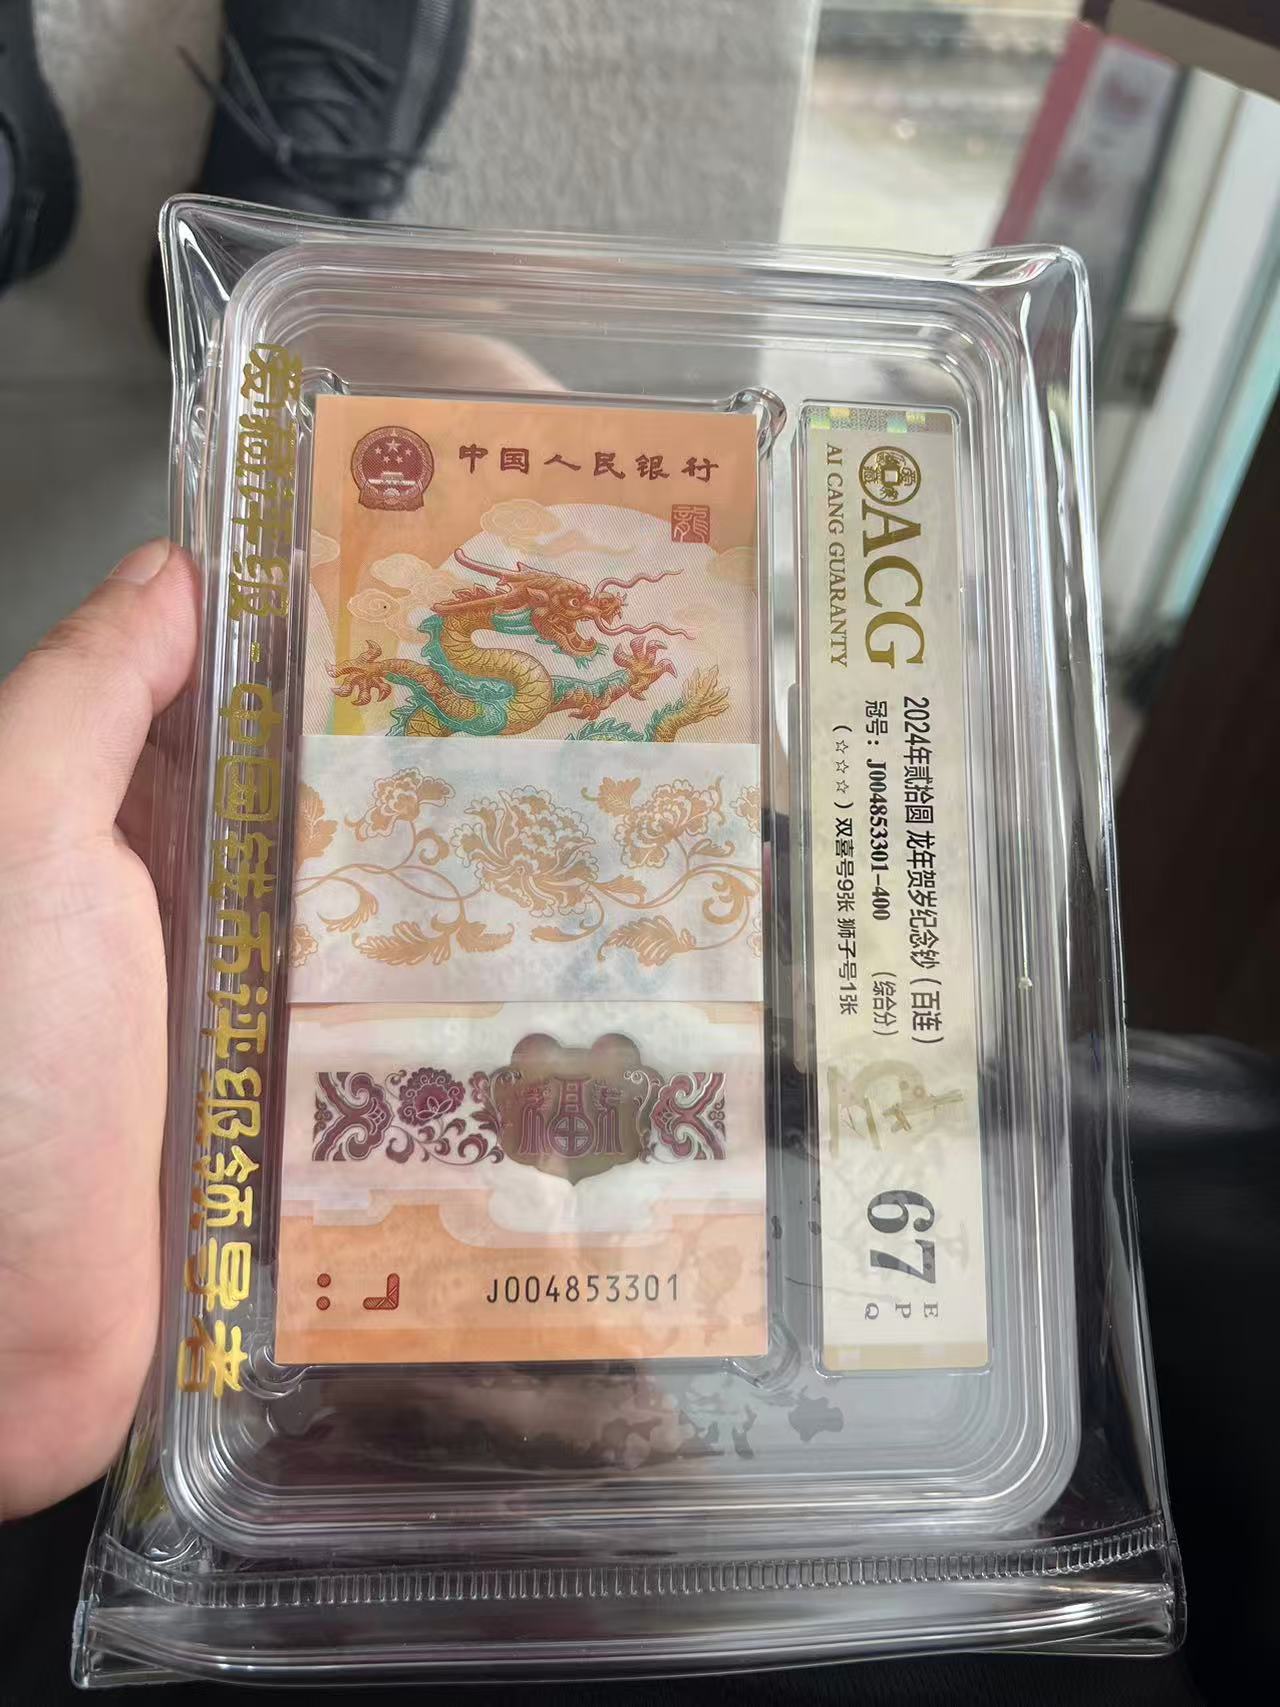 爱藏评级-中国钱币评级领导者
中国人民银行
龍
福
J004853301
ACG
AI CANG GUARANTY
2024年贰拾圆 龙年贺岁纪念钞（百连）
冠号：J004853301-400 （综合分）
（☆☆☆）双喜号9张 狮子号1张
67
E
P
Q